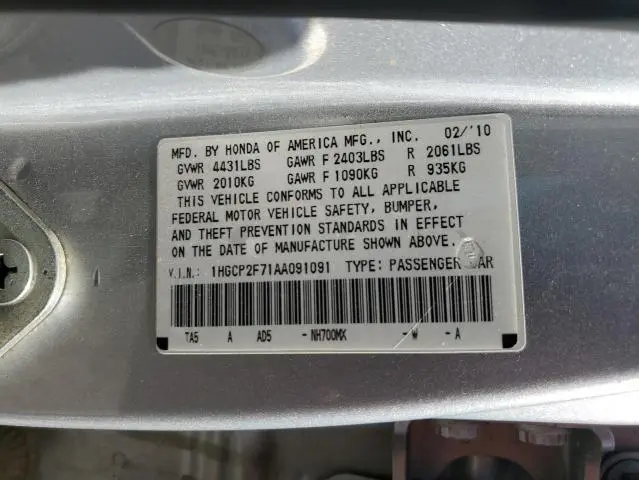 MFD. BY HONDA OF AMERICA MFG., INC. 02/'10
GVWR 4431LBS GAWR F 2403LBS R 2061LBS
GVWR 2010KG GAWR F 1090KG R 935KG
THIS VEHICLE CONFORMS TO ALL APPLICABLE
FEDERAL MOTOR VEHICLE SAFETY, BUMPER,
AND THEFT PREVENTION STANDARDS IN EFFECT
ON THE DATE OF MANUFACTURE SHOWN ABOVE.
V.I.N.: 1HGCP2F71AA091091 TYPE: PASSENGER CAR
TA5 A AD5 -NH700MX -W -A